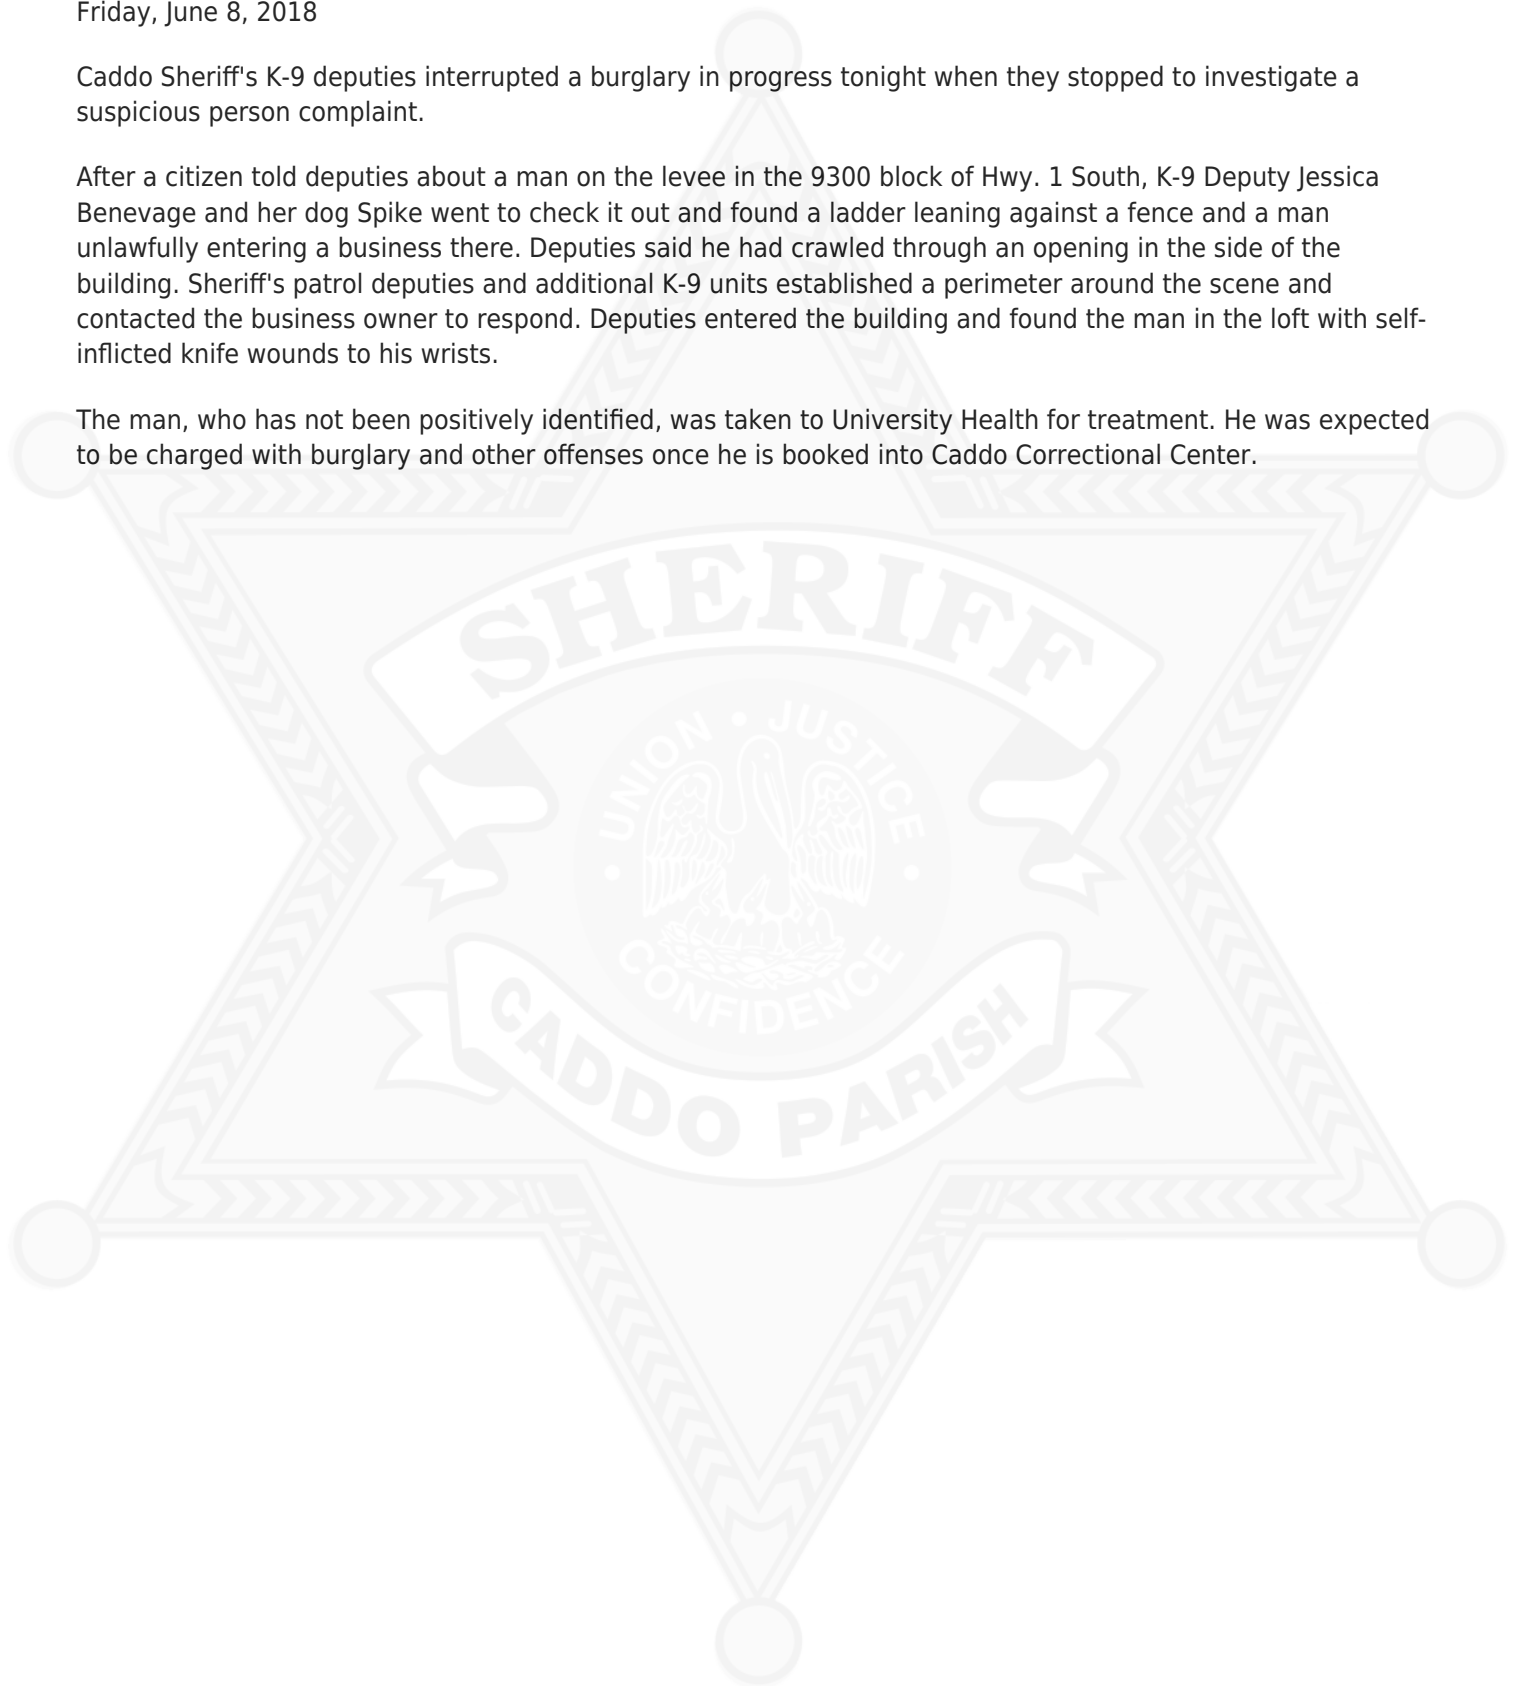 Friday, June 8, 2018
Caddo Sheriff's K-9 deputies interrupted a burglary in progress tonight when they stopped to investigate a
suspicious person complaint.
After a citizen told deputies about a man on the levee in the 9300 block of Hwy. 1 South, K-9 Deputy Jessica
Benevage and her dog Spike went to check it out and found a ladder leaning against a fence and a man
unlawfully entering a business there. Deputies said he had crawled through an opening in the side of the
building. Sheriff's patrol deputies and additional K-9 units established a perimeter around the scene and
contacted the business owner to respond. Deputies entered the building and found the man in the loft with self-
inflicted knife wounds to his wrists.
The man, who has not been positively identified, was taken to University Health for treatment. He was expected
to be charged with burglary and other offenses once he is booked into Caddo Correctional Center.
SHERIFF
UNION • JUSTICE •
• CONFIDENCE
CADDO PARISH